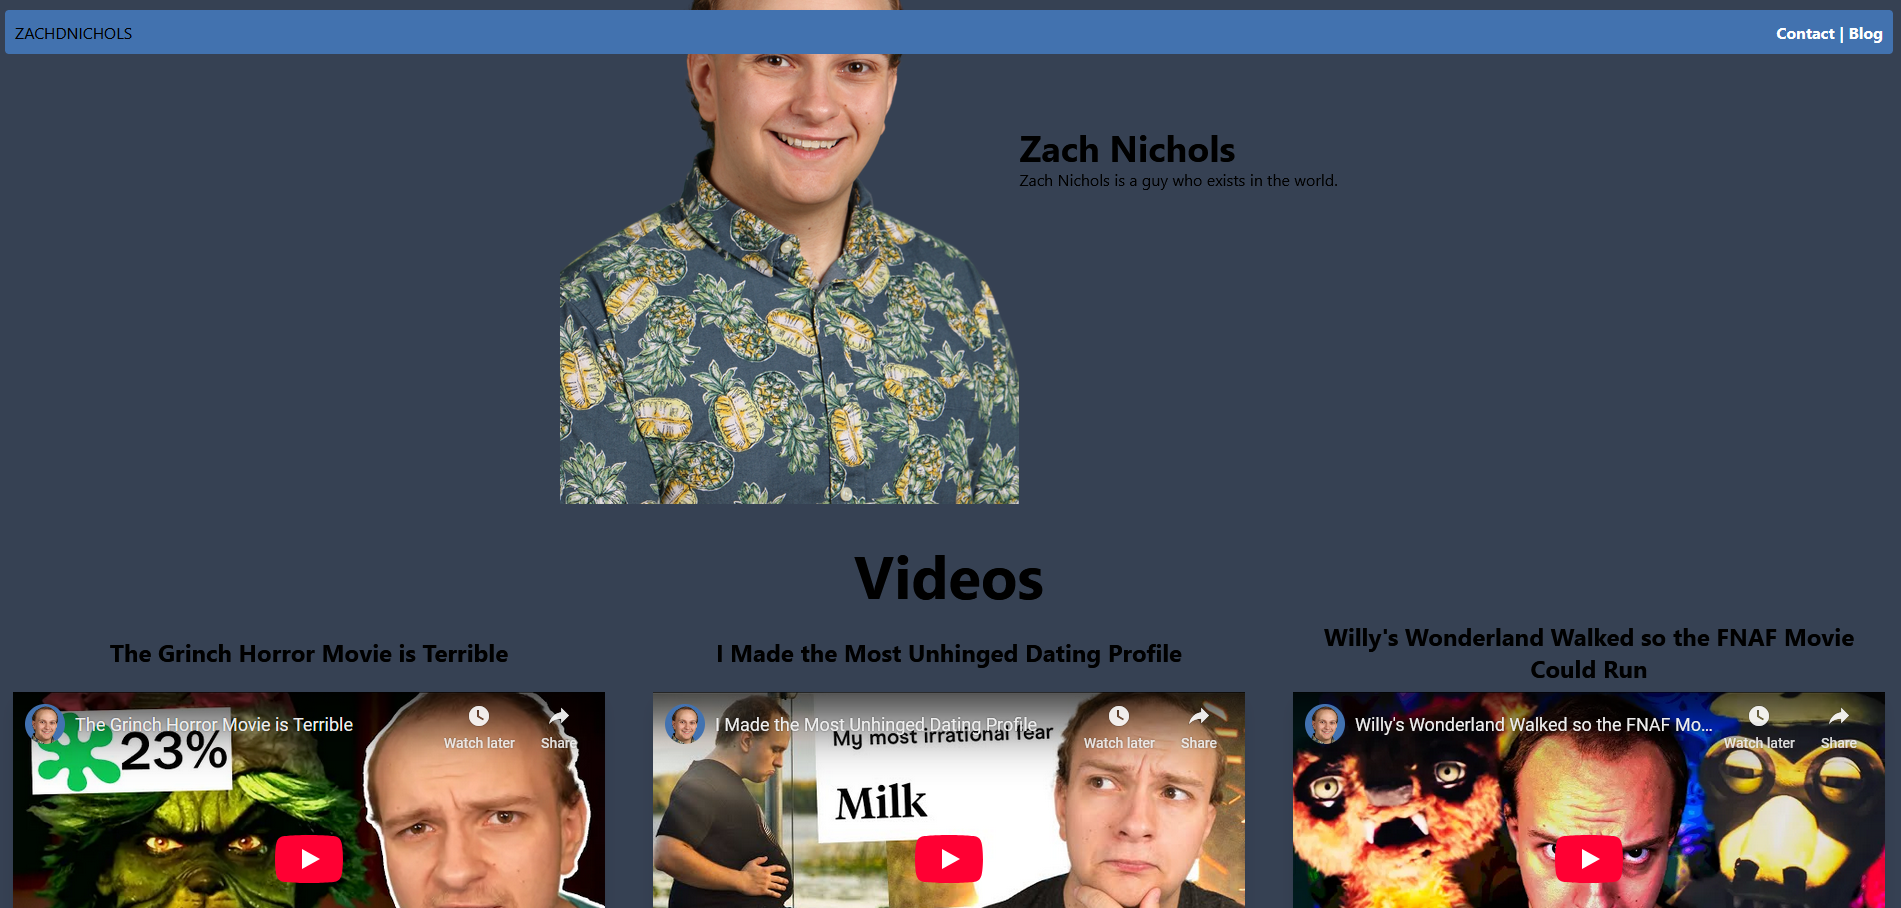 ZACHDNICHOLS
Contact | Blog
Zach Nichols
Zach Nichols is a guy who exists in the world.
Videos
The Grinch Horror Movie is Terrible
I Made the Most Unhinged Dating Profile
Willy's Wonderland Walked so the FNAF Movie
Could Run
The Grinch Horror Movie is Terrible
Watch later
Share
23%
I Made the Most Unhinged Dating Profile
Watch later
Share
My most irrational fear
Milk
Willy's Wonderland Walked so the FNAF Mo...
Watch later
Share